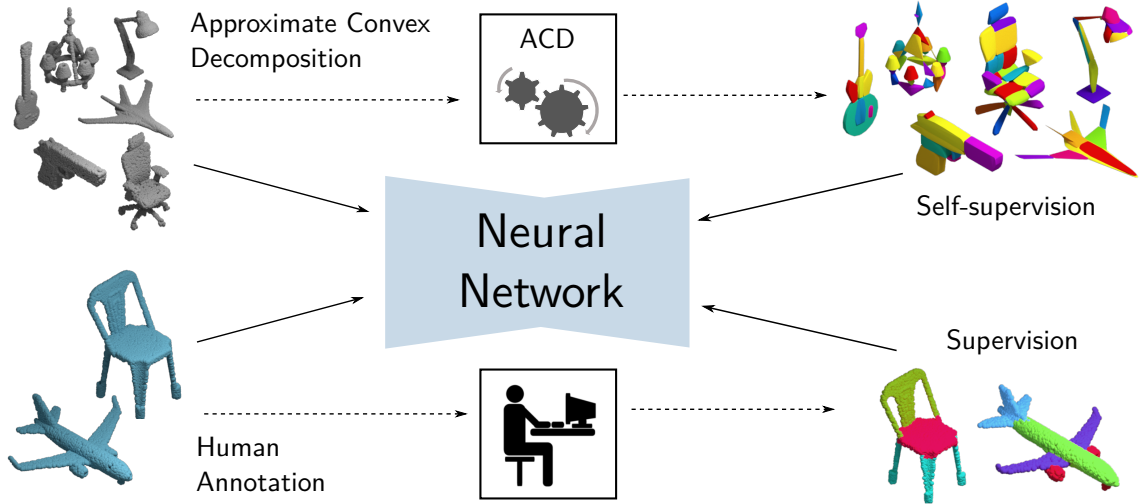 Approximate Convex
Decomposition
ACD
Self-supervision
Neural
Network
Supervision
Human
Annotation